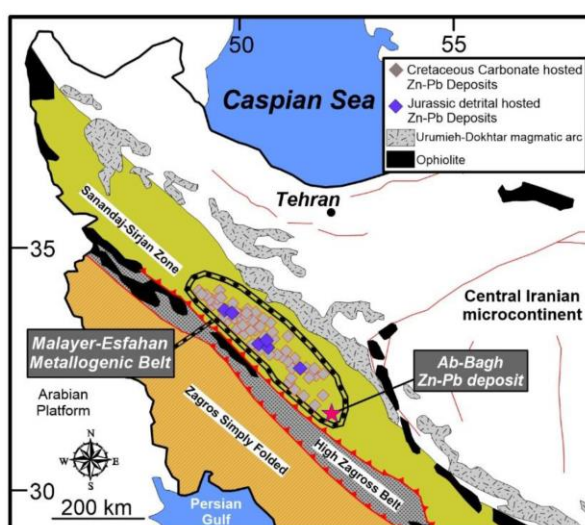 50
55
Cretaceous Carbonate hosted
Zn-Pb Deposits
Jurassic detrital hosted
Zn-Pb Deposits
Urumieh-Dokhtar magmatic arc
Ophiolite
Caspian Sea
Tehran
Sanandaj-Sirjan Zone
35
Central Iranian
microcontinent
Malayer-Esfahan
Metallogenic Belt
Ab-Bagh
Zn-Pb deposit
Arabian
Platform
Zagros Simply Folded
High Zagross Belt
N
W
E
S
30
200 km
Persian
Gulf